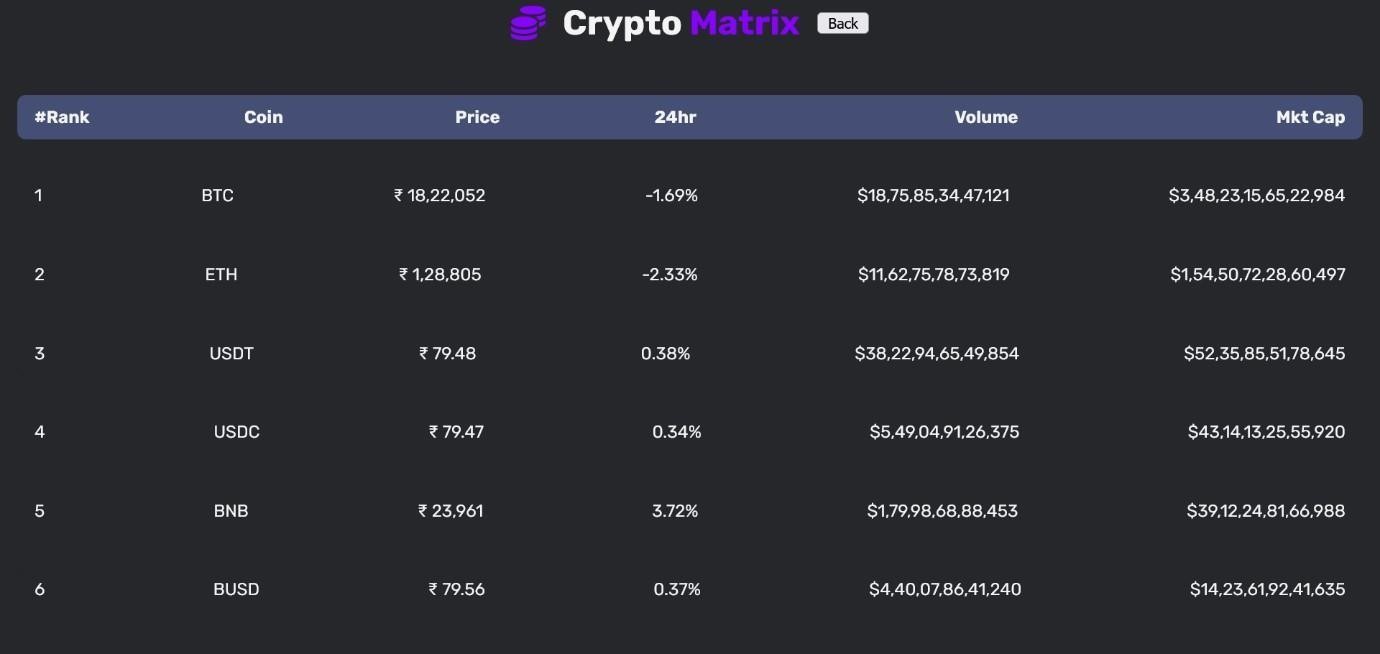 Crypto Matrix Back
#Rank Coin Price 24hr Volume Mkt Cap
1 BTC ₹ 18,22,052 -1.69% $18,75,85,34,47,121 $3,48,23,15,65,22,984
2 ETH ₹ 1,28,805 -2.33% $11,62,75,78,73,819 $1,54,50,72,28,60,497
3 USDT ₹ 79.48 0.38% $38,22,94,65,49,854 $52,35,85,51,78,645
4 USDC ₹ 79.47 0.34% $5,49,04,91,26,375 $43,14,13,25,55,920
5 BNB ₹ 23,961 3.72% $1,79,98,68,88,453 $39,12,24,81,66,988
6 BUSD ₹ 79.56 0.37% $4,40,07,86,41,240 $14,23,61,92,41,635